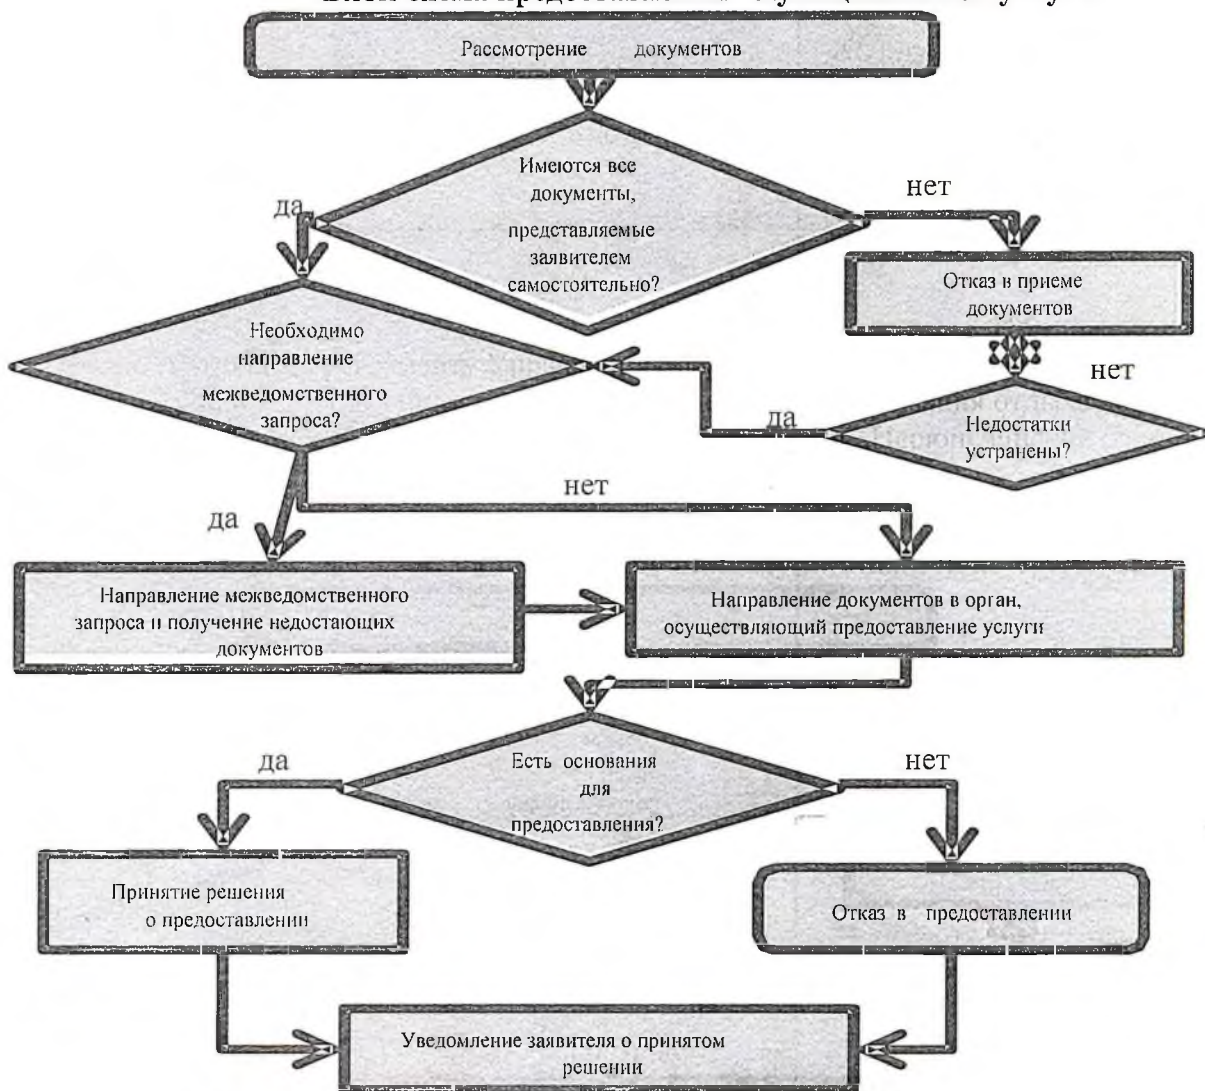 Рассмотрение документов
Имеются все
документы,
представляемые
заявителем
самостоятельно?
да
нет
Отказ в приеме
документов
Необходимо
направление
межведомственного
запроса?
нет
да
Недостатки
устранены?
нет
да
Направление межведомственного
запроса и получение недостающих
документов
Направление документов в орган,
осуществляющий предоставление услуги
да
Есть основания
для
предоставления?
нет
Принятие решения
о предоставлении
Отказ в предоставлении
Уведомление заявителя о принятом
решении